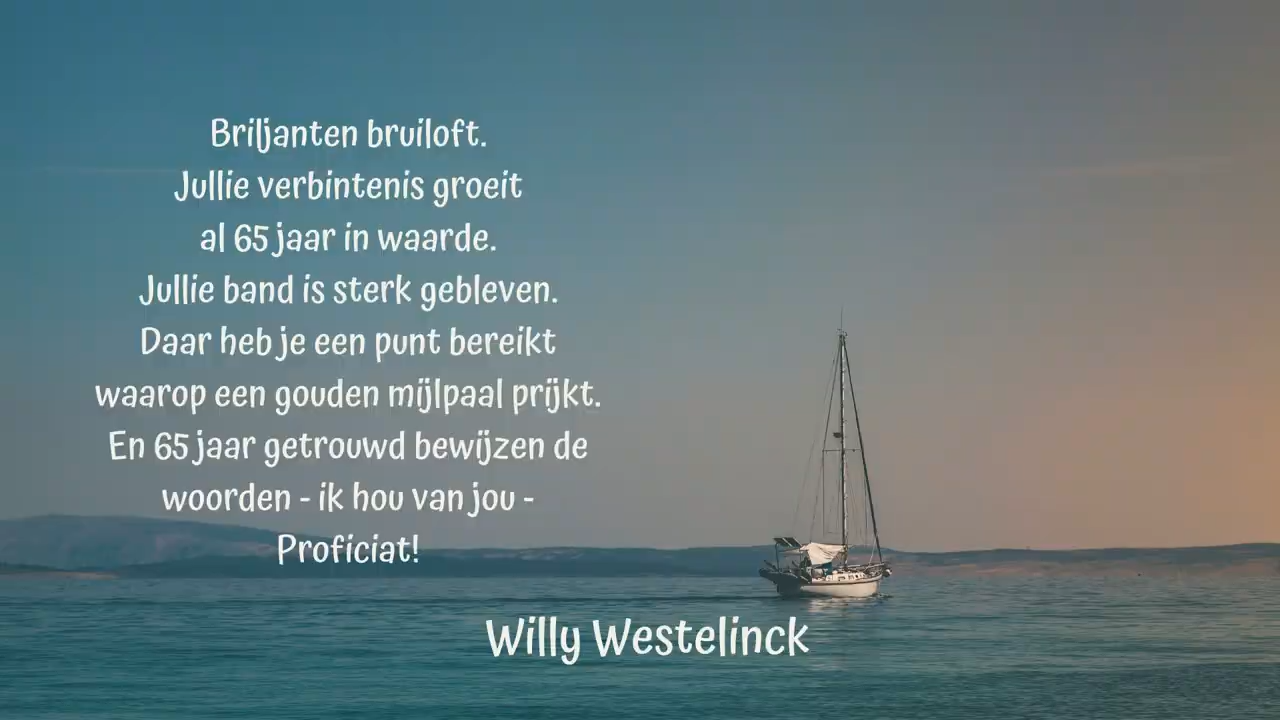 Briljanten bruiloft.
Jullie verbintenis groeit
al 65 jaar in waarde.
Jullie band is sterk gebleven.
Daar heb je een punt bereikt
waarop een gouden mijlpaal prijkt.
En 65 jaar getrouwd bewijzen de
woorden - ik hou van jou -
Proficiat!
Willy Westelinck